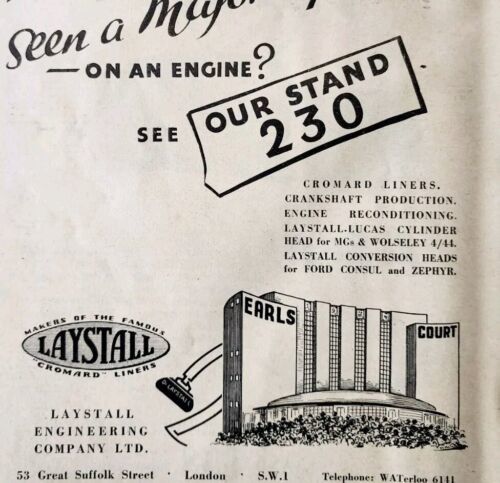 Seen a Major
— ON AN ENGINE?
SEE OUR STAND
230
CROMARD LINERS.
CRANKSHAFT PRODUCTION.
ENGINE RECONDITIONING.
LAYSTALL-LUCAS CYLINDER
HEAD for MGs & WOLSELEY 4/44.
LAYSTALL CONVERSION HEADS
for FORD CONSUL and ZEPHYR.
EARLS
COURT
MAKERS OF THE FAMOUS
LAYSTALL
"CROMARD" LINERS
LAYSTALL
LAYSTALL
ENGINEERING
COMPANY LTD.
53 Great Suffolk Street · London · S.W.1 Telephone: WATerloo 6141